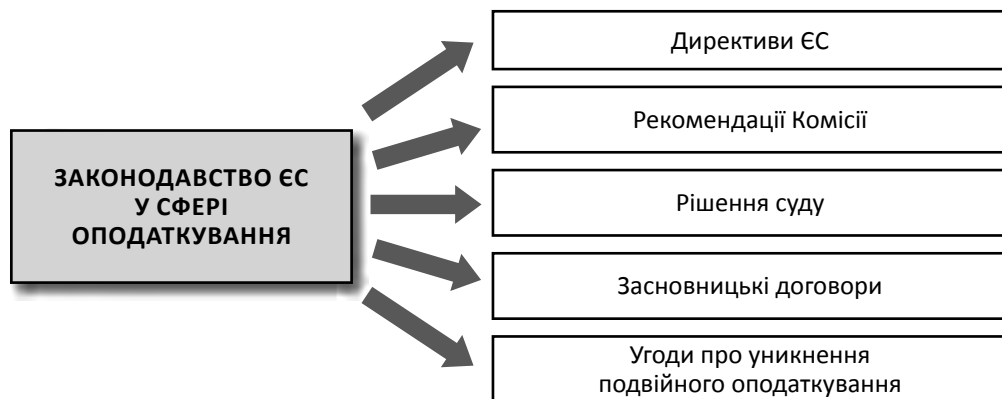 ЗАКОНОДАВСТВО ЄС
У СФЕРІ
ОПОДАТКУВАННЯ
Директиви ЄС
Рекомендації Комісії
Рішення суду
Засновницькі договори
Угоди про уникнення
подвійного оподаткування